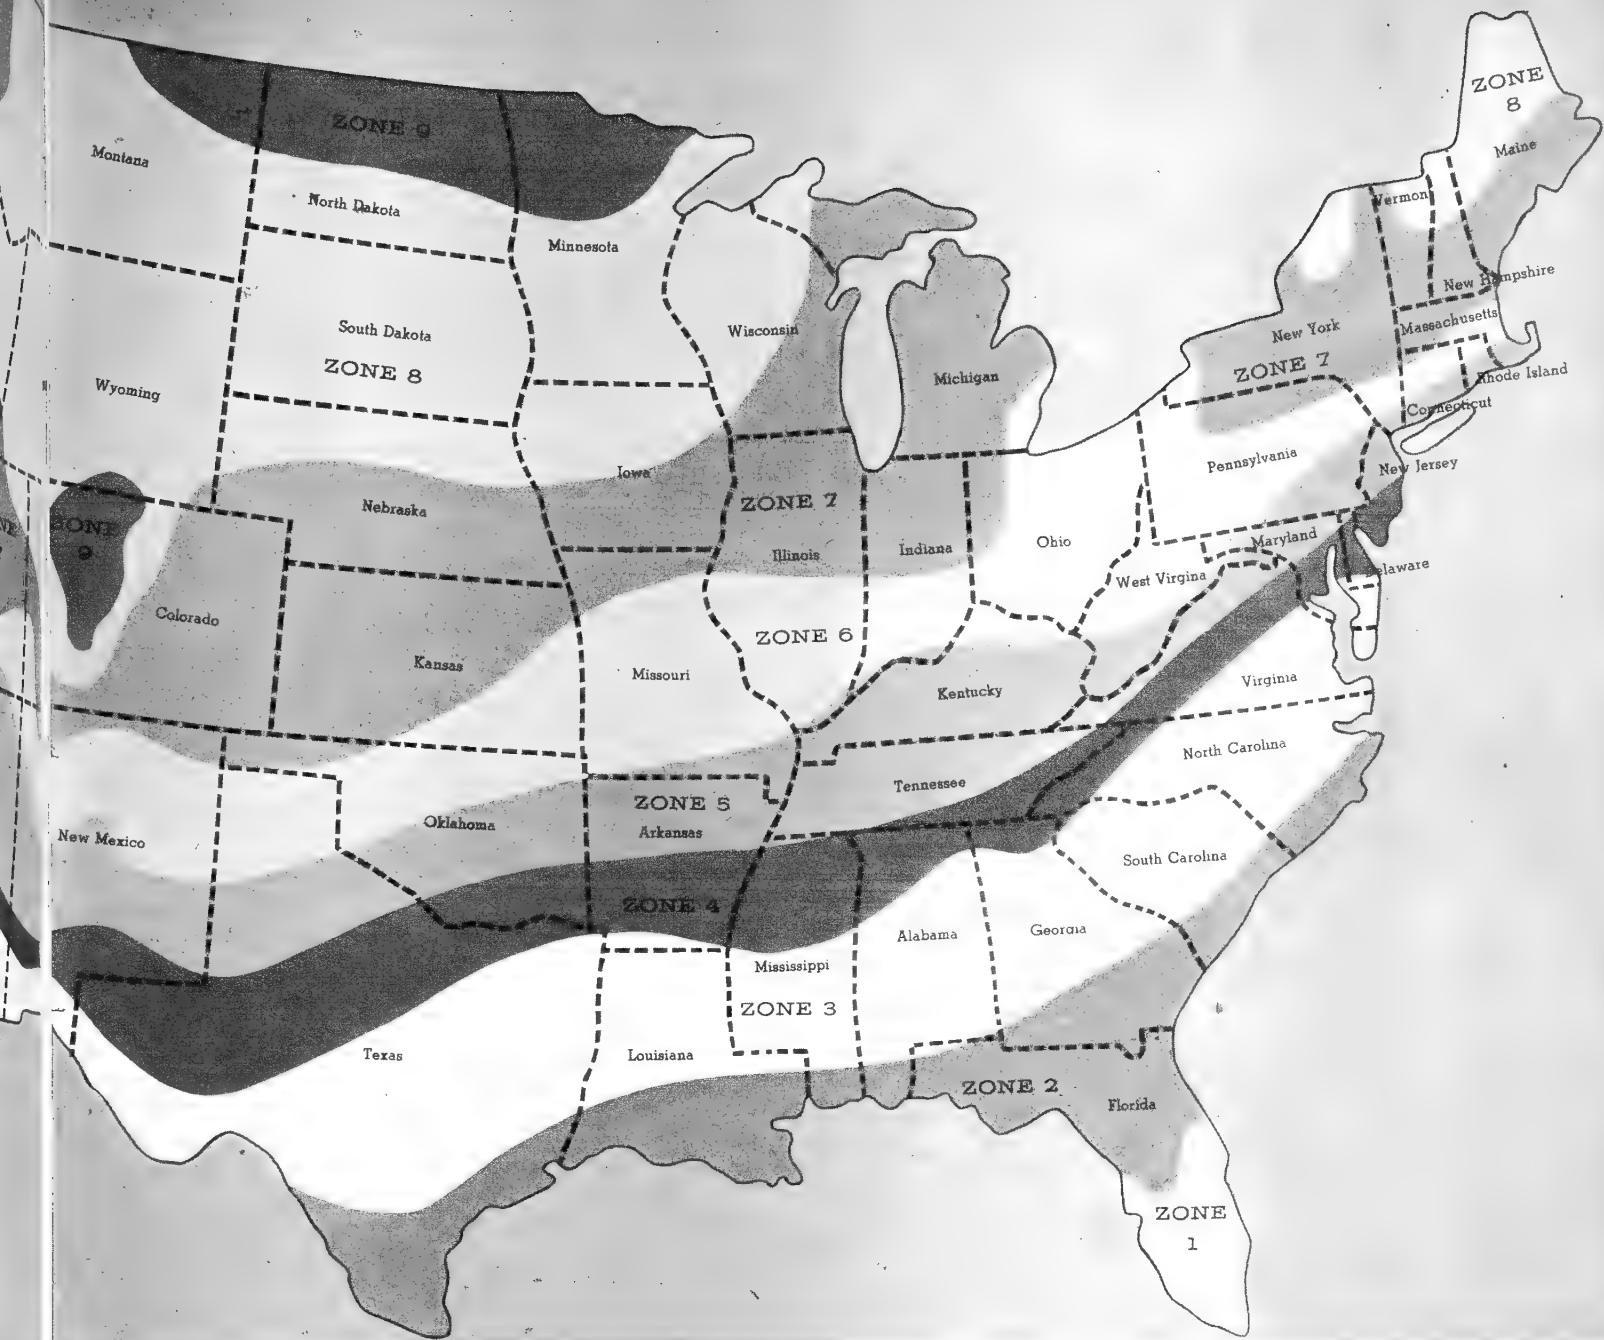 ZONE
8
Maine
ZONE 9
Montana
Vermont
North Dakota
Minnesota
New Hampshire
South Dakota
Wisconsin
New York
Massachusetts
ZONE 8
ZONE 7
Michigan
Rhode Island
Wyoming
Connecticut
Pennsylvania
New Jersey
Iowa
Nebraska
ZONE 7
ZONE
9
Illinois
Indiana
Ohio
Maryland
Delaware
West Virgina
Colorado
ZONE 6
Kansas
Missouri
Kentucky
Virginia
North Carolina
Tennessee
ZONE 5
Oklahoma
Arkansas
New Mexico
South Carolina
ZONE 4
Alabama
Georgia
Mississippi
ZONE 3
Texas
Louisiana
ZONE 2
Florida
ZONE
1